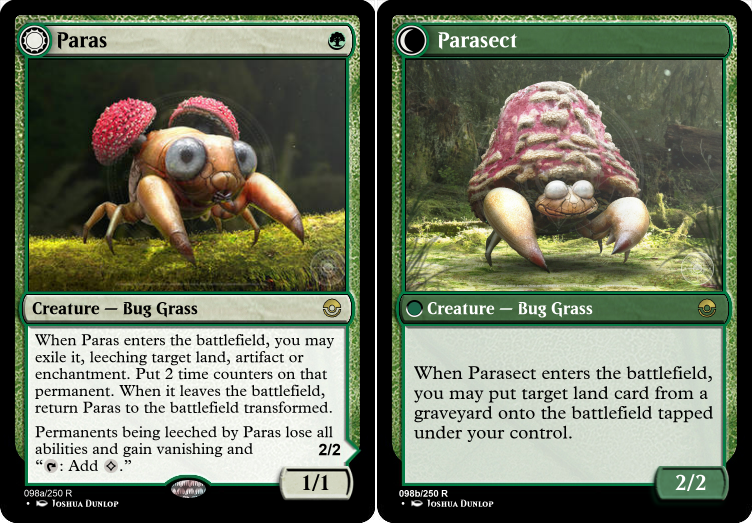 Paras
Creature — Bug Grass
When Paras enters the battlefield, you may
exile it, leeching target land, artifact or
enchantment. Put 2 time counters on that
permanent. When it leaves the battlefield,
return Paras to the battlefield transformed.
Permanents being leeched by Paras lose all
abilities and gain vanishing and
“: Add .”
2/2
1/1
098a/250 R
• Joshua Dunlop
Parasect
Creature — Bug Grass
When Parasect enters the battlefield,
you may put target land card from a
graveyard onto the battlefield tapped
under your control.
2/2
098b/250 R
• Joshua Dunlop